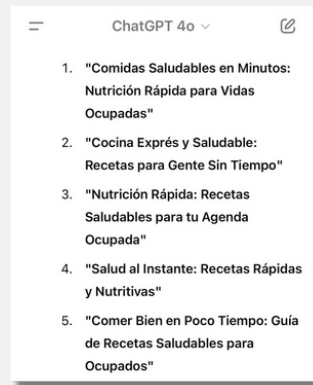 ChatGPT 4o
1. "Comidas Saludables en Minutos:
Nutrición Rápida para Vidas
Ocupadas"
2. "Cocina Exprés y Saludable:
Recetas para Gente Sin Tiempo"
3. "Nutrición Rápida: Recetas
Saludables para tu Agenda
Ocupada"
4. "Salud al Instante: Recetas Rápidas
y Nutritivas"
5. "Comer Bien en Poco Tiempo: Guía
de Recetas Saludables para
Ocupados"